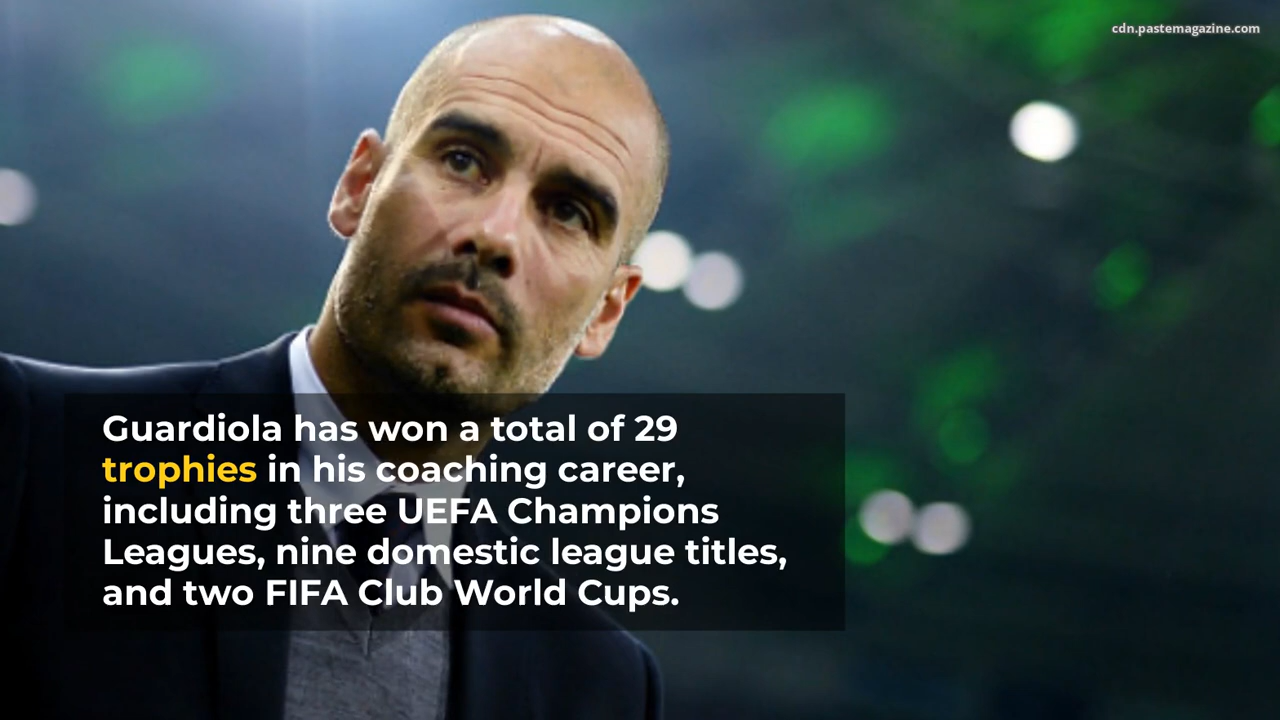 cdn.pastemagazine.com
Guardiola has won a total of 29
trophies in his coaching career,
including three UEFA Champions
Leagues, nine domestic league titles,
and two FIFA Club World Cups.